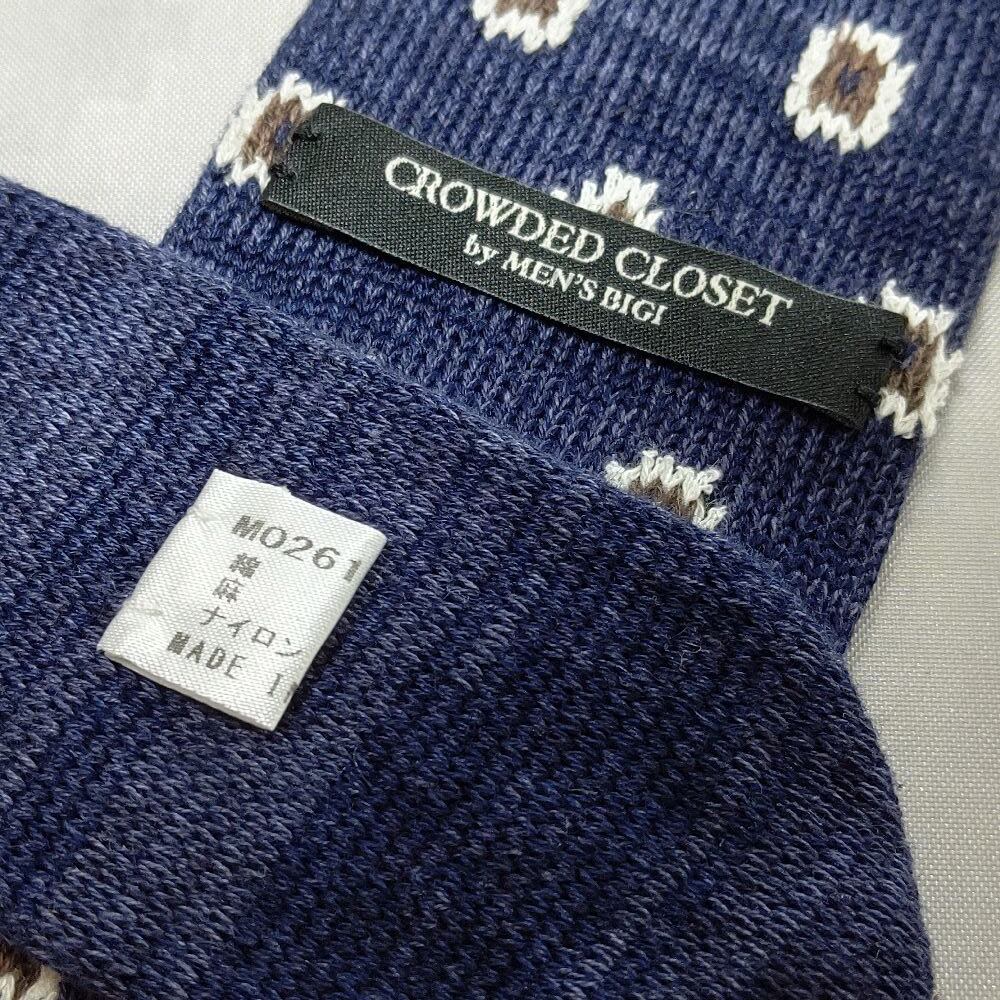 CROWDED CLOSET
by MEN'S BIGI
M0261
綿
麻
ナイロン
MADE